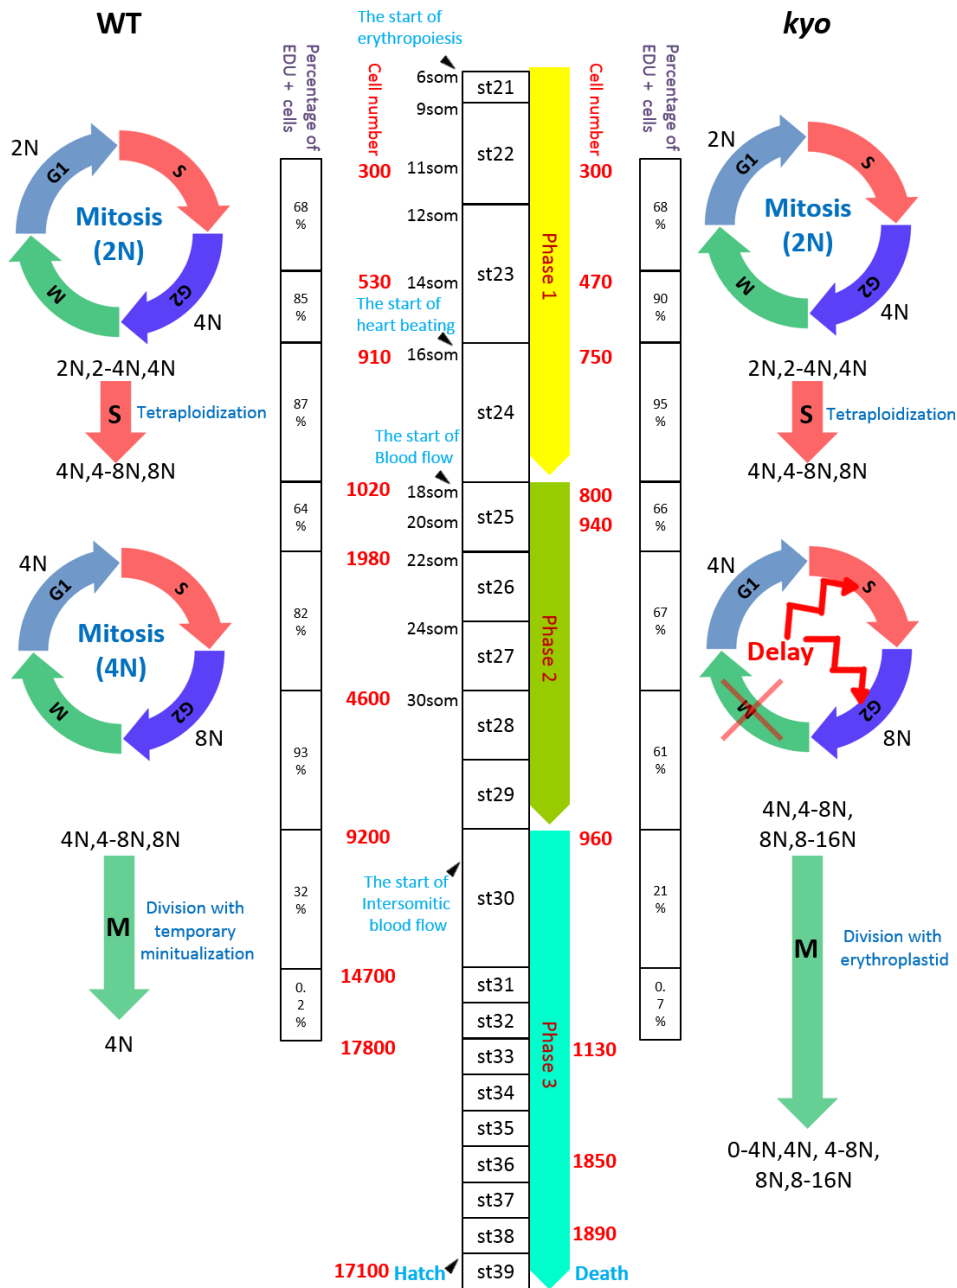 WT
The start of
erythropoiesis
kyo
Percentage of
EDU + cells
Cell number
6som
st21
Cell number
Percentage of
EDU + cells
9som
st22
2N
G1
S
Mitosis
(2N)
M
G2
4N
300
11som
300
68
%
12som
68
%
2N
G1
S
Mitosis
(2N)
M
G2
4N
Phase 1
530
14som
st23
470
85
%
90
%
The start of
heart beating
910
16som
750
2N,2-4N,4N
S
Tetraploidization
4N,4-8N,8N
87
%
st24
95
%
2N,2-4N,4N
S
Tetraploidization
4N,4-8N,8N
The start of
Blood flow
1020
18som
800
64
%
20som
st25
940
66
%
1980
22som
st26
4N
G1
S
Mitosis
(4N)
M
G2
8N
82
%
24som
st27
Phase 2
67
%
4N
G1
S
Delay
M
G2
8N
4600
30som
st28
93
%
st29
61
%
9200
960
4N,4-8N,8N
4N,4-8N,
8N,8-16N
The start of
Intersomitic
blood flow
32
%
st30
21
%
M
Division with
temporary
minitualization
M
Division with
erythroplastid
14700
st31
0.
2
%
0.
7
%
st32
4N
17800
st33
1130
Phase 3
st34
st35
st36
1850
0-4N,4N, 4-8N,
8N,8-16N
st37
st38
1890
17100
Hatch
st39
Death